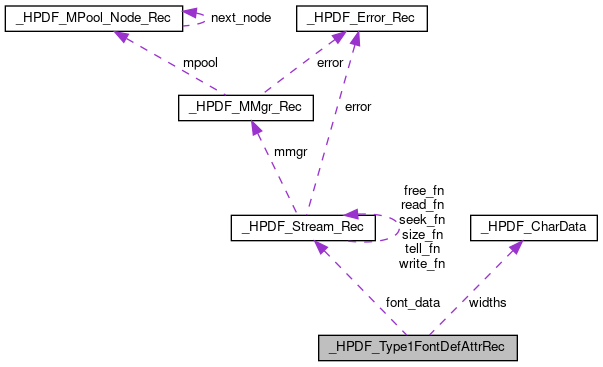 _HPDF_MPool_Node_Rec
next_node
_HPDF_Error_Rec
mpool
error
_HPDF_MMgr_Rec
error
mmgr
free_fn
read_fn
seek_fn
size_fn
tell_fn
write_fn
_HPDF_Stream_Rec
_HPDF_CharData
font_data
widths
_HPDF_Type1FontDefAttrRec